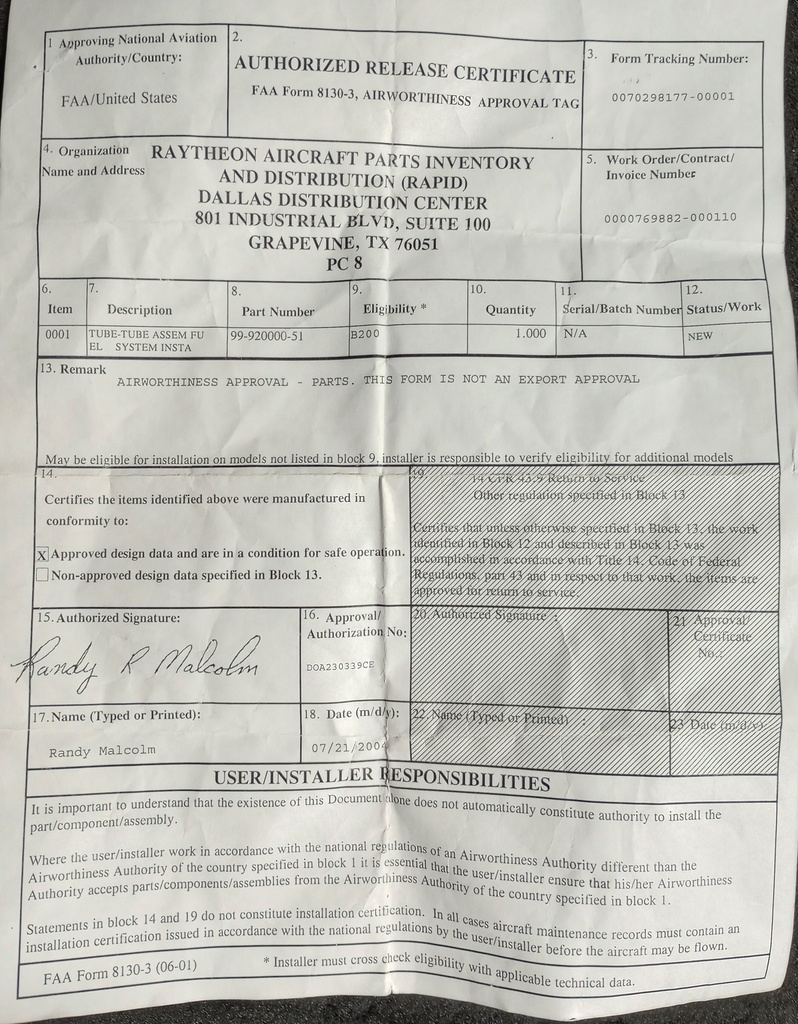 1 Approving National Aviation
Authority/Country:
FAA/United States
2.
AUTHORIZED RELEASE CERTIFICATE
FAA Form 8130-3, AIRWORTHINESS APPROVAL TAG
3. Form Tracking Number:
0070298177-00001
4. Organization
Name and Address
RAYTHEON AIRCRAFT PARTS INVENTORY
AND DISTRIBUTION (RAPID)
DALLAS DISTRIBUTION CENTER
801 INDUSTRIAL BLVD, SUITE 100
GRAPEVINE, TX 76051
PC 8
5. Work Order/Contract/
Invoice Number
0000769882-000110
6. Item
7. Description
8. Part Number
9. Eligibility *
10. Quantity
11. Serial/Batch Number
12. Status/Work
0001 TUBE-TUBE ASSEM FU 99-920000-51 B200 1.000 N/A NEW
EL SYSTEM INSTA
13. Remark
AIRWORTHINESS APPROVAL - PARTS. THIS FORM IS NOT AN EXPORT APPROVAL
May be eligible for installation on models not listed in block 9, installer is responsible to verify eligibility for additional models
14.
Certifies the items identified above were manufactured in
conformity to:
X Approved design data and are in a condition for safe operation.
Non-approved design data specified in Block 13.
19. 14 CFR 43.9 Return to Service
Other regulation specified in Block 13
Certifies that unless otherwise specified in Block 13, the work
identified in Block 12 and described in Block 13 was
accomplished in accordance with Title 14, Code of Federal
Regulations, part 43 and in respect to that work, the items are
approved for return to service.
15. Authorized Signature:
Randy R Malcolm
16. Approval/
Authorization No:
DOA230339CE
20. Authorized Signature :
21 Approval/
Certificate
No.:
17. Name (Typed or Printed):
Randy Malcolm
18. Date (m/d/y):
07/21/2004
22. Name (Typed or Printed) :
23 Date (m/d/y)
USER/INSTALLER RESPONSIBILITIES
It is important to understand that the existence of this Document alone does not automatically constitute authority to install the
part/component/assembly.
Where the user/installer work in accordance with the national regulations of an Airworthiness Authority different than the
Airworthiness Authority of the country specified in block 1 it is essential that the user/installer ensure that his/her Airworthiness
Authority accepts parts/components/assemblies from the Airworthiness Authority of the country specified in block 1.
Statements in block 14 and 19 do not constitute installation certification. In all cases aircraft maintenance records must contain an
installation certification issued in accordance with the national regulations by the user/installer before the aircraft may be flown.
FAA Form 8130-3 (06-01)
* Installer must cross check eligibility with applicable technical data.